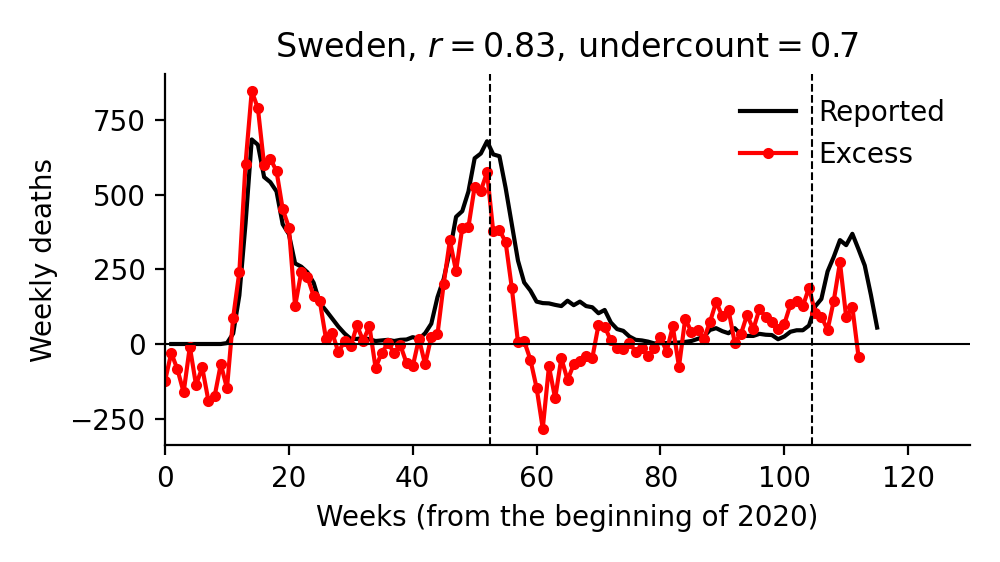 Sweden, r = 0.83, undercount = 0.7
Reported
Excess
Weekly deaths
750
500
250
0
−250
0 20 40 60 80 100 120
Weeks (from the beginning of 2020)